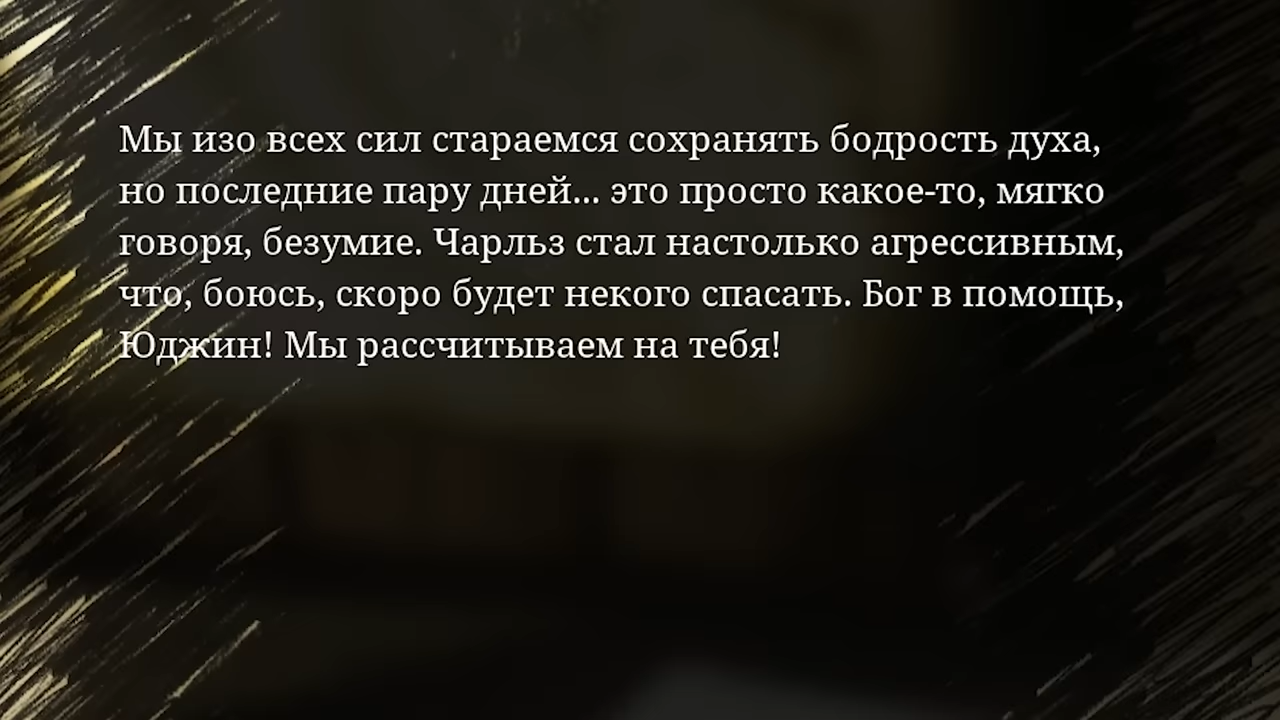 Мы изо всех сил стараемся сохранять бодрость духа,
но последние пару дней... это просто какое-то, мягко
говоря, безумие. Чарльз стал настолько агрессивным,
что, боюсь, скоро будет некого спасать. Бог в помощь,
Юджин! Мы рассчитываем на тебя!